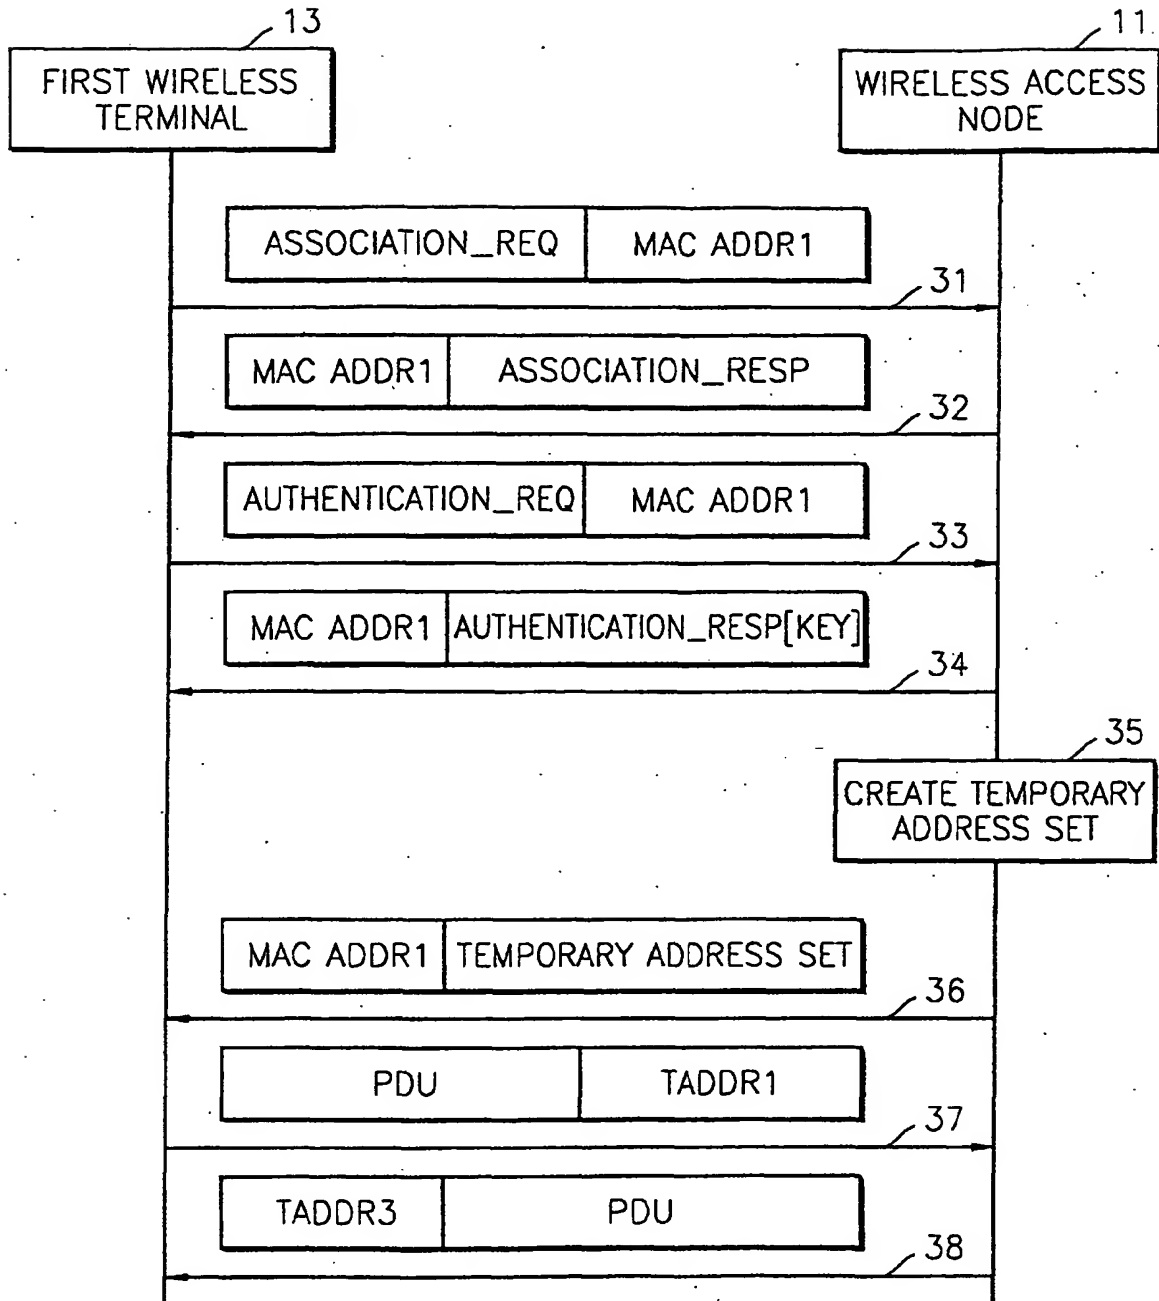 13
11
FIRST WIRELESS
TERMINAL
WIRELESS ACCESS
NODE
ASSOCIATION_REQ MAC ADDR1
31
MAC ADDR1 ASSOCIATION_RESP
32
AUTHENTICATION_REQ MAC ADDR1
33
MAC ADDR1 AUTHENTICATION_RESP[KEY]
34
35
CREATE TEMPORARY
ADDRESS SET
MAC ADDR1 TEMPORARY ADDRESS SET
36
PDU TADDR1
37
TADDR3 PDU
38